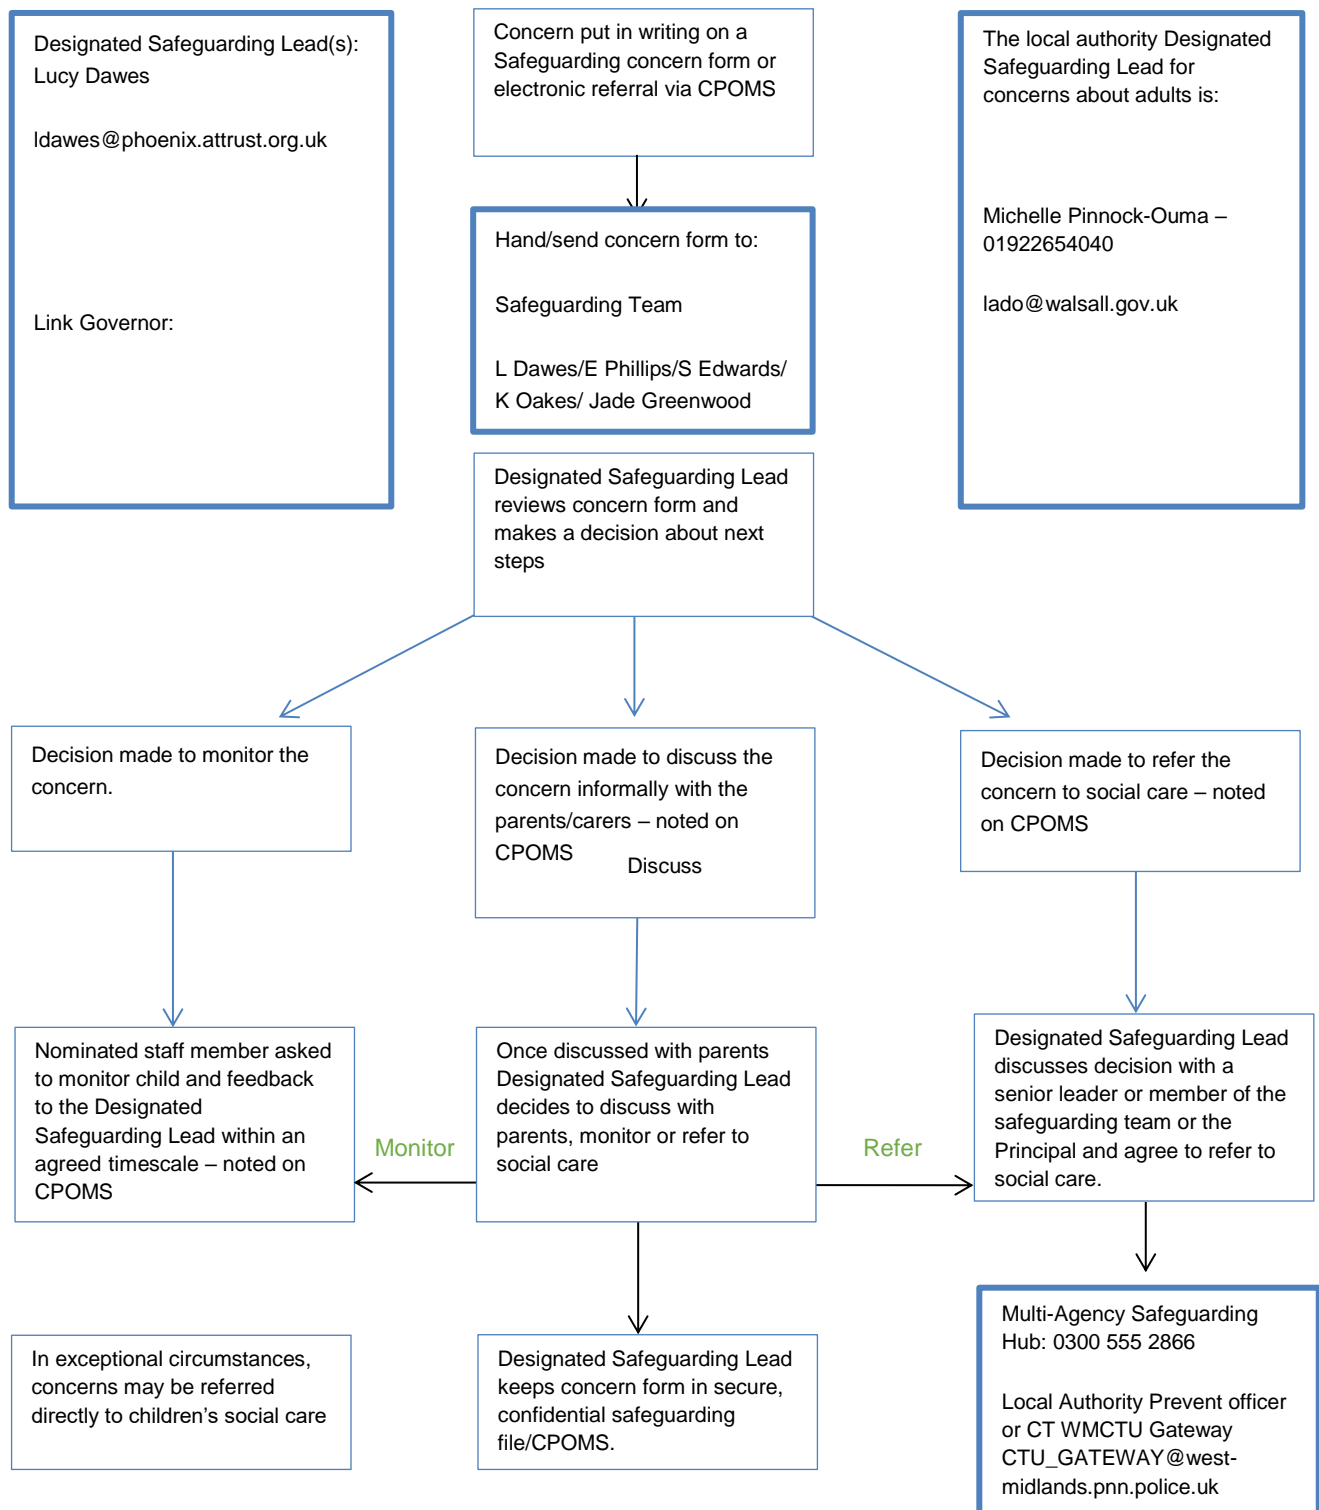 Designated Safeguarding Lead(s):
Lucy Dawes
ldawes@phoenix.attrust.org.uk
Link Governor:
Concern put in writing on a
Safeguarding concern form or
electronic referral via CPOMS
The local authority Designated
Safeguarding Lead for
concerns about adults is:
Michelle Pinnock-Ouma –
01922654040
lado@walsall.gov.uk
Hand/send concern form to:
Safeguarding Team
L Dawes/E Phillips/S Edwards/
K Oakes/ Jade Greenwood
Designated Safeguarding Lead
reviews concern form and
makes a decision about next
steps
Decision made to monitor the
concern.
Decision made to discuss the
concern informally with the
parents/carers – noted on
CPOMS
Discuss
Decision made to refer the
concern to social care – noted
on CPOMS
Nominated staff member asked
to monitor child and feedback
to the Designated
Safeguarding Lead within an
agreed timescale – noted on
CPOMS
Monitor
Once discussed with parents
Designated Safeguarding Lead
decides to discuss with
parents, monitor or refer to
social care
Refer
Designated Safeguarding Lead
discusses decision with a
senior leader or member of the
safeguarding team or the
Principal and agree to refer to
social care.
In exceptional circumstances,
concerns may be referred
directly to children’s social care
Designated Safeguarding Lead
keeps concern form in secure,
confidential safeguarding
file/CPOMS.
Multi-Agency Safeguarding
Hub: 0300 555 2866
Local Authority Prevent officer
or CT WMCTU Gateway
CTU_GATEWAY@west-
midlands.pnn.police.uk